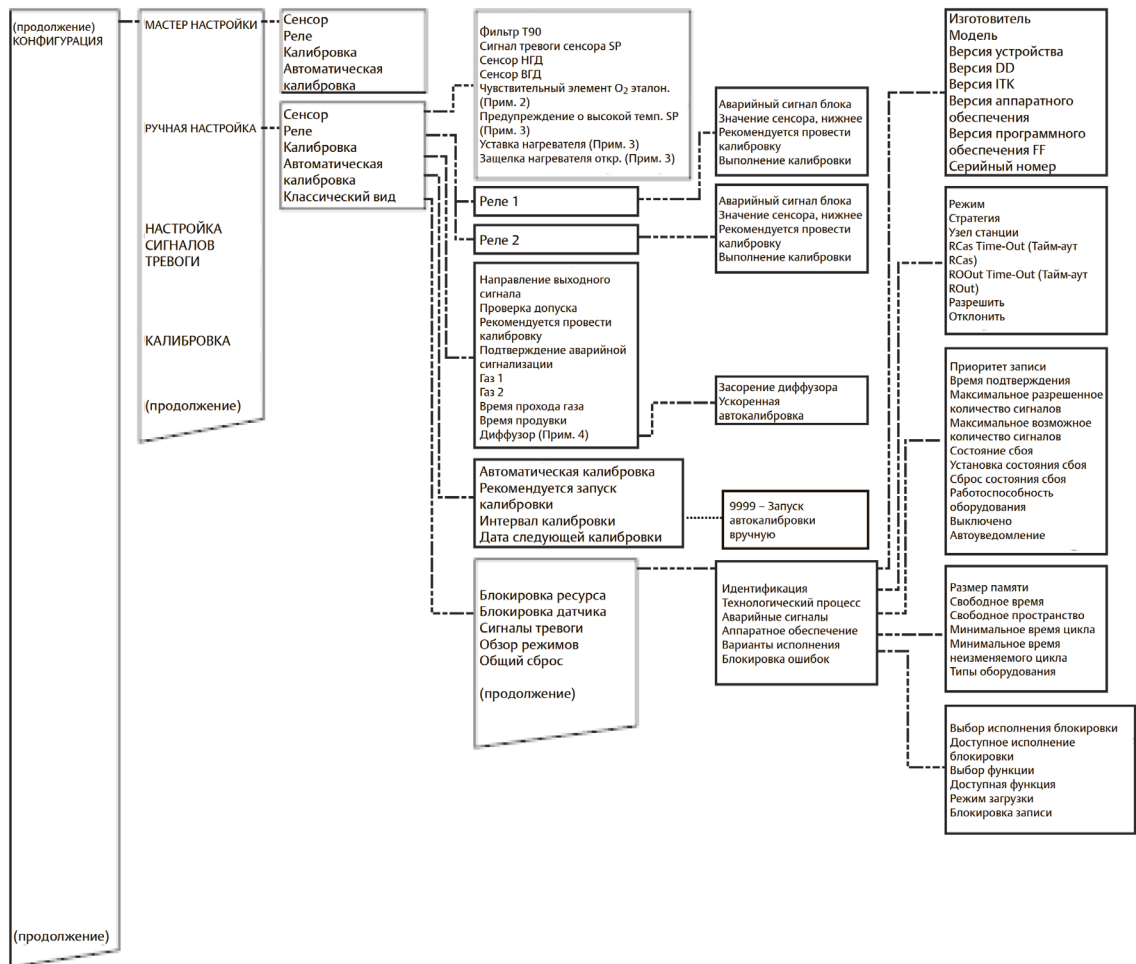 (продолжение)
КОНФИГУРАЦИЯ
(продолжение)
МАСТЕР НАСТРОЙКИ
РУЧНАЯ НАСТРОЙКА
НАСТРОЙКА
СИГНАЛОВ
ТРЕВОГИ
КАЛИБРОВКА
(продолжение)
Сенсор
Реле
Калибровка
Автоматическая
калибровка
Сенсор
Реле
Калибровка
Автоматическая
калибровка
Классический вид
Фильтр T90
Сигнал тревоги сенсора SP
Сенсор НГД
Сенсор ВГД
Чувствительный элемент O₂ эталон.
(Прим. 2)
Предупреждение о высокой темп. SP
(Прим. 3)
Уставка нагревателя (Прим. 3)
Защелка нагревателя откр. (Прим. 3)
Реле 1
Реле 2
Направление выходного
сигнала
Проверка допуска
Рекомендуется провести
калибровку
Подтверждение аварийной
сигнализации
Газ 1
Газ 2
Время прохода газа
Время продувки
Диффузор (Прим. 4)
Автоматическая калибровка
Рекомендуется запуск
калибровки
Интервал калибровки
Дата следующей калибровки
Блокировка ресурса
Блокировка датчика
Сигналы тревоги
Обзор режимов
Общий сброс
(продолжение)
Аварийный сигнал блока
Значение сенсора, нижнее
Рекомендуется провести
калибровку
Выполнение калибровки
Аварийный сигнал блока
Значение сенсора, нижнее
Рекомендуется провести
калибровку
Выполнение калибровки
Засорение диффузора
Ускоренная
автокалибровка
9999 – Запуск
автокалибровки
вручную
Идентификация
Технологический процесс
Аварийные сигналы
Аппаратное обеспечение
Варианты исполнения
Блокировка ошибок
Изготовитель
Модель
Версия устройства
Версия DD
Версия ITK
Версия аппаратного
обеспечения
Версия программного
обеспечения FF
Серийный номер
Режим
Стратегия
Узел станции
RCas Time-Out (Тайм-аут
RCas)
ROOut Time-Out (Тайм-аут
ROut)
Разрешить
Отклонить
Приоритет записи
Время подтверждения
Максимальное разрешенное
количество сигналов
Максимальное возможное
количество сигналов
Состояние сбоя
Установка состояния сбоя
Сброс состояния сбоя
Работоспособность
оборудования
Выключено
Автоуведомление
Размер памяти
Свободное время
Свободное пространство
Минимальное время цикла
Минимальное время
неизменяемого цикла
Типы оборудования
Выбор исполнения блокировки
Доступное исполнение
блокировки
Выбор функции
Доступная функция
Режим загрузки
Блокировка записи